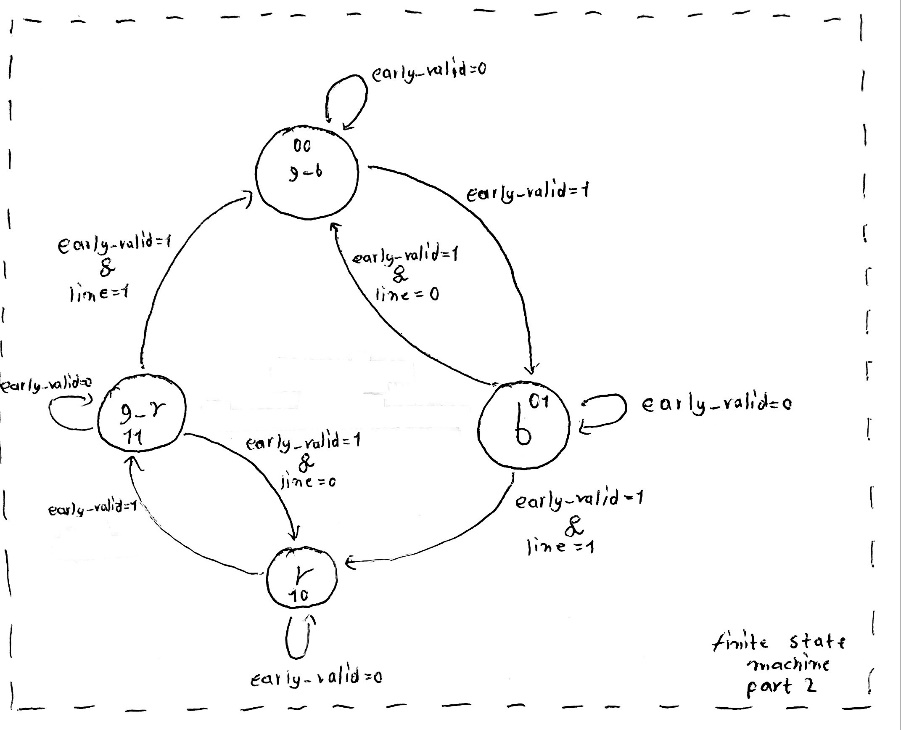 early-valid=0
00
g-b
early-valid=1
early-valid=1
&
line=1
early-valid=1
&
line=0
early-valid=0
g-r
11
01
b
early-valid=0
early-valid=1
&
line=0
early-valid=1
early-valid=1
&
line=1
r
10
early-valid=0
finite state
machine
part 2